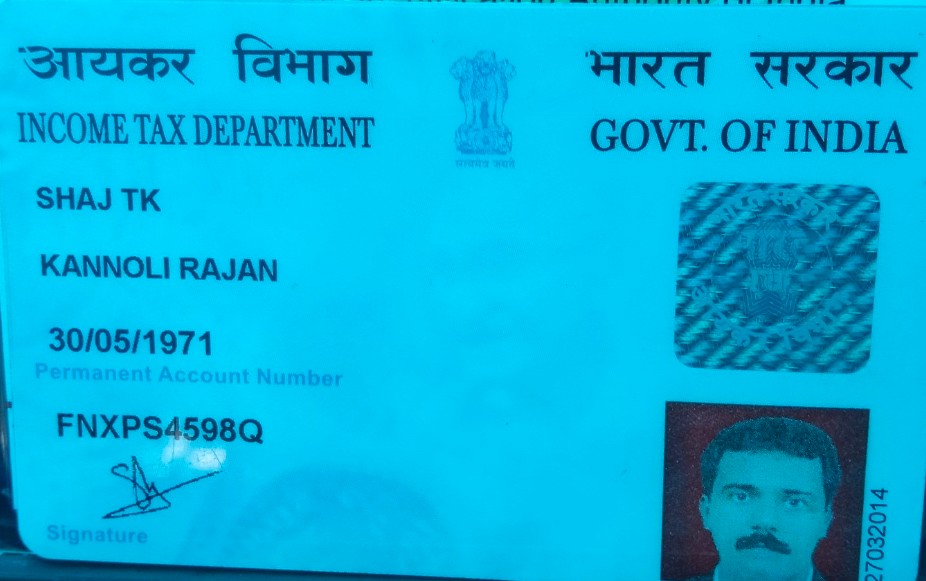 आयकर विभाग
भारत सरकार
INCOME TAX DEPARTMENT
GOVT. OF INDIA
सत्यमेव जयते
SHAJ TK
KANNOLI RAJAN
30/05/1971
Permanent Account Number
FNXPS4598Q
Signature
27032014